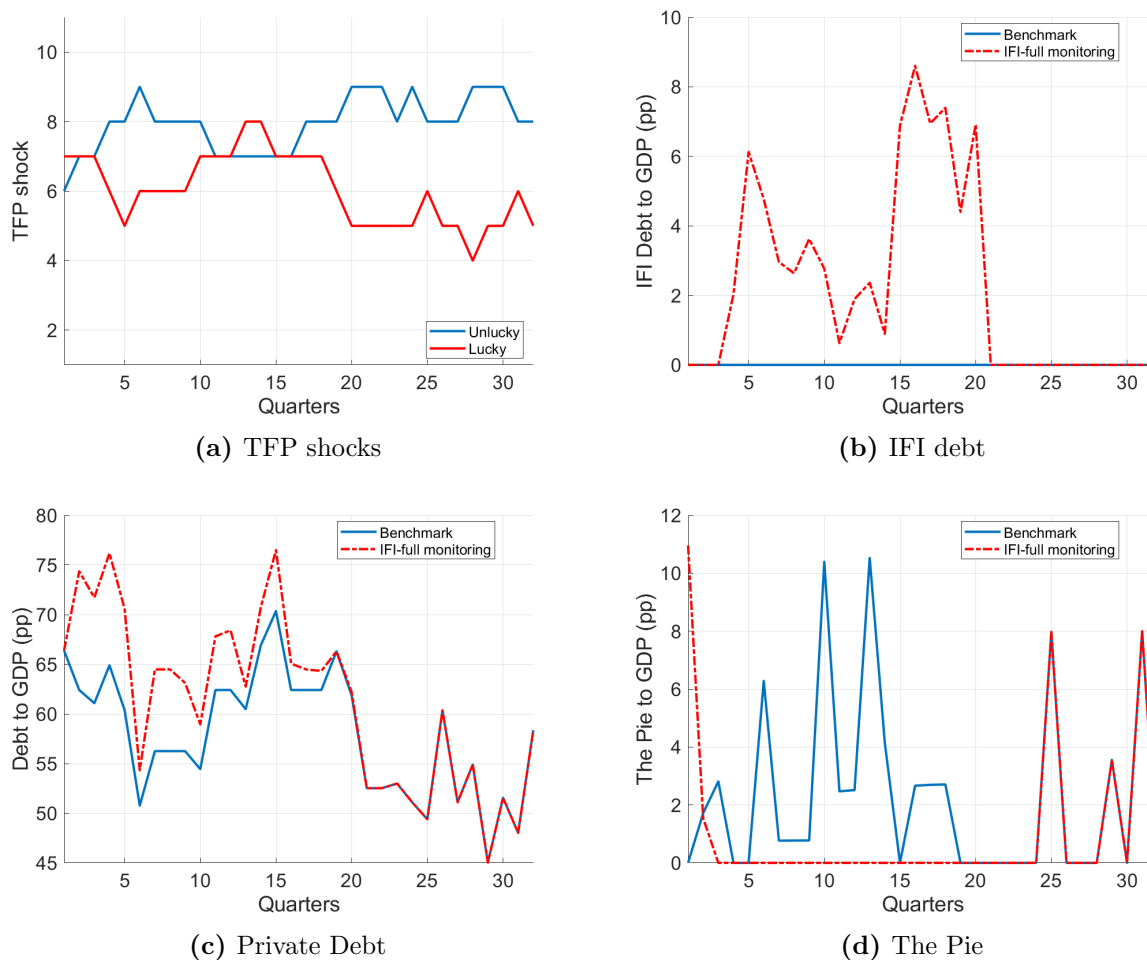 TFP shock
10
8
6
4
2
5 10 15 20 25 30
Quarters
Unlucky
Lucky
(a) TFP shocks
IFI Debt to GDP (pp)
10
8
6
4
2
0
5 10 15 20 25 30
Quarters
Benchmark
IFI-full monitoring
(b) IFI debt
Debt to GDP (pp)
80
75
70
65
60
55
50
45
5 10 15 20 25 30
Quarters
Benchmark
IFI-full monitoring
(c) Private Debt
The Pie to GDP (pp)
12
10
8
6
4
2
0
5 10 15 20 25 30
Quarters
Benchmark
IFI-full monitoring
(d) The Pie